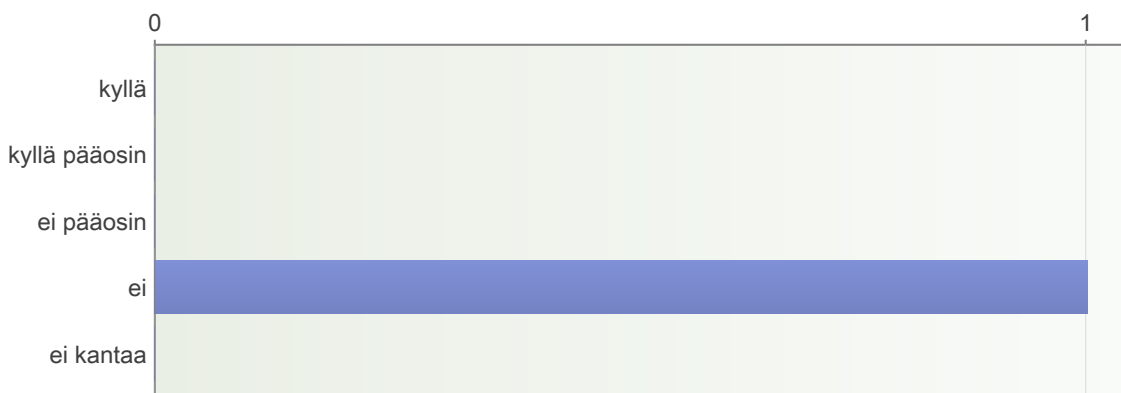 0 1
kyllä
kyllä pääosin
ei pääosin
ei
ei kantaa